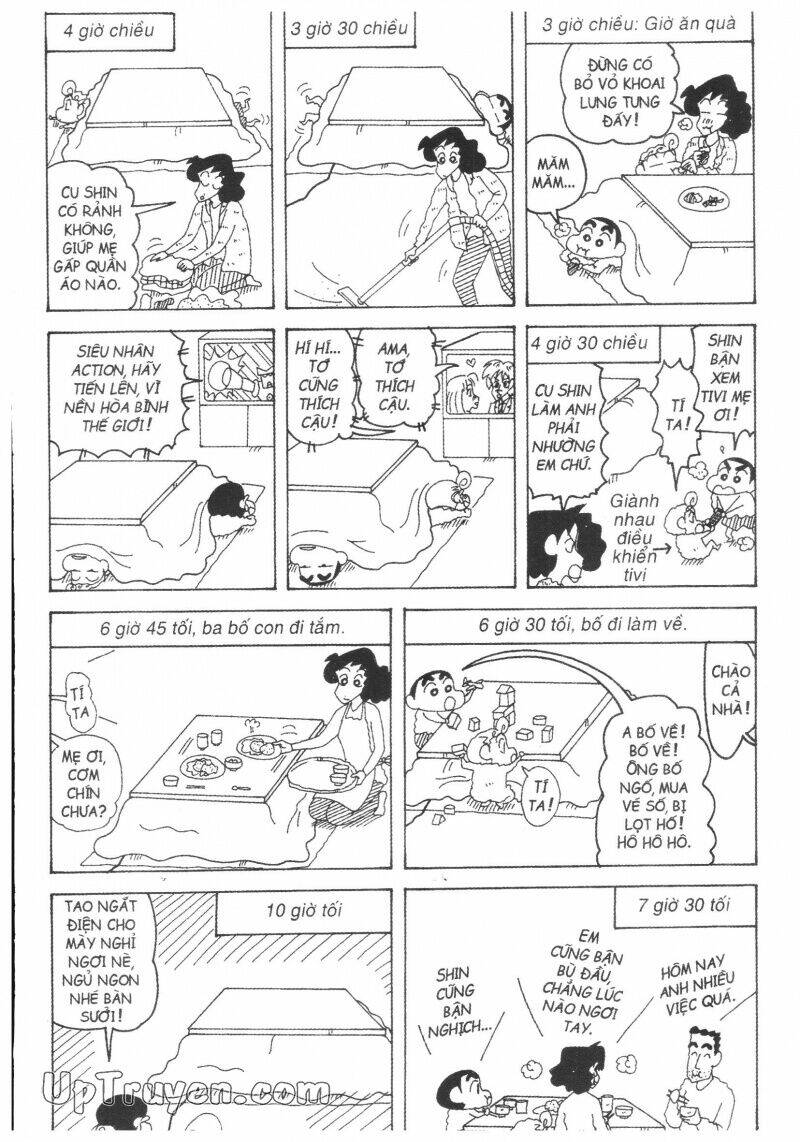 3 giờ chiều: Giờ ăn quà
ĐỪNG CÓ
BỎ VỎ KHOAI
LUNG TUNG
ĐẤY!
MĂM
MĂM...
3 giờ 30 chiều
4 giờ chiều
CU SHIN
CÓ RẢNH
KHÔNG,
GIÚP MẸ
GẤP QUẦN
ÁO NÀO.
4 giờ 30 chiều
SHIN
BẬN
XEM
TIVI MẸ
ƠI!
TÍ
TA!
CU SHIN
LÀM ANH
PHẢI
NHƯỜNG
EM CHỨ.
Giành
nhau
điều
khiển
tivi
AMA,
TỚ
THÍCH
CẬU.
HÍ HÍ...
TỚ
CŨNG
THÍCH
CẬU!
SIÊU NHÂN
ACTION, HÃY
TIẾN LÊN, VÌ
NỀN HÒA BÌNH
THẾ GIỚI!
6 giờ 30 tối, bố đi làm về.
CHÀO
CẢ
NHÀ!
A BỐ VỀ!
BỐ VỀ!
ÔNG BỐ
NGỐ, MUA
VÉ SỐ, BỊ
LỌT HỐ!
HÔ HÔ HÔ.
TÍ
TA!
6 giờ 45 tối, ba bố con đi tắm.
TÍ
TA
MẸ ƠI,
CƠM
CHÍN
CHƯA?
7 giờ 30 tối
HÔM NAY
ANH NHIỀU
VIỆC QUÁ.
EM
CŨNG BẬN
BÙ ĐẦU,
CHẲNG LÚC
NÀO NGƠI
TAY.
SHIN
CŨNG
BẬN
NGHỊCH...
10 giờ tối
TAO NGẮT
ĐIỆN CHO
MÀY NGHỈ
NGƠI NÈ,
NGỦ NGON
NHÉ BÀN
SƯỞI!
UpTruyen.com